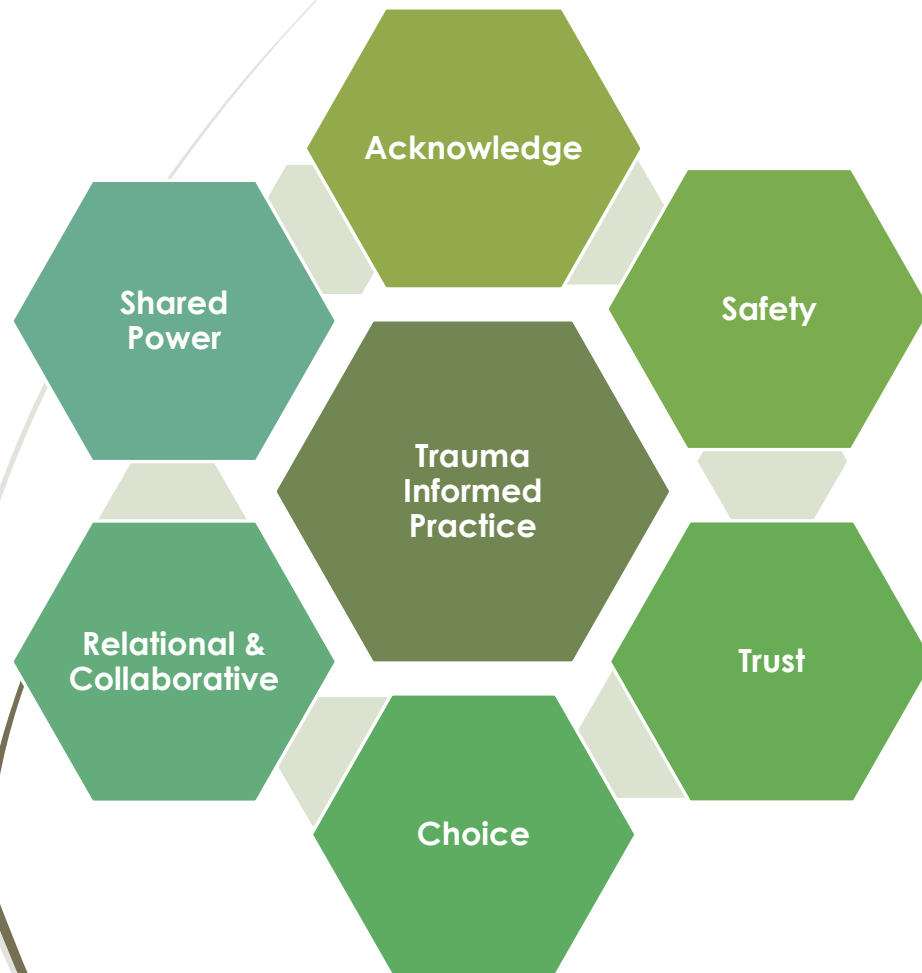 Acknowledge
Safety
Trust
Choice
Relational &
Collaborative
Shared
Power
Trauma
Informed
Practice